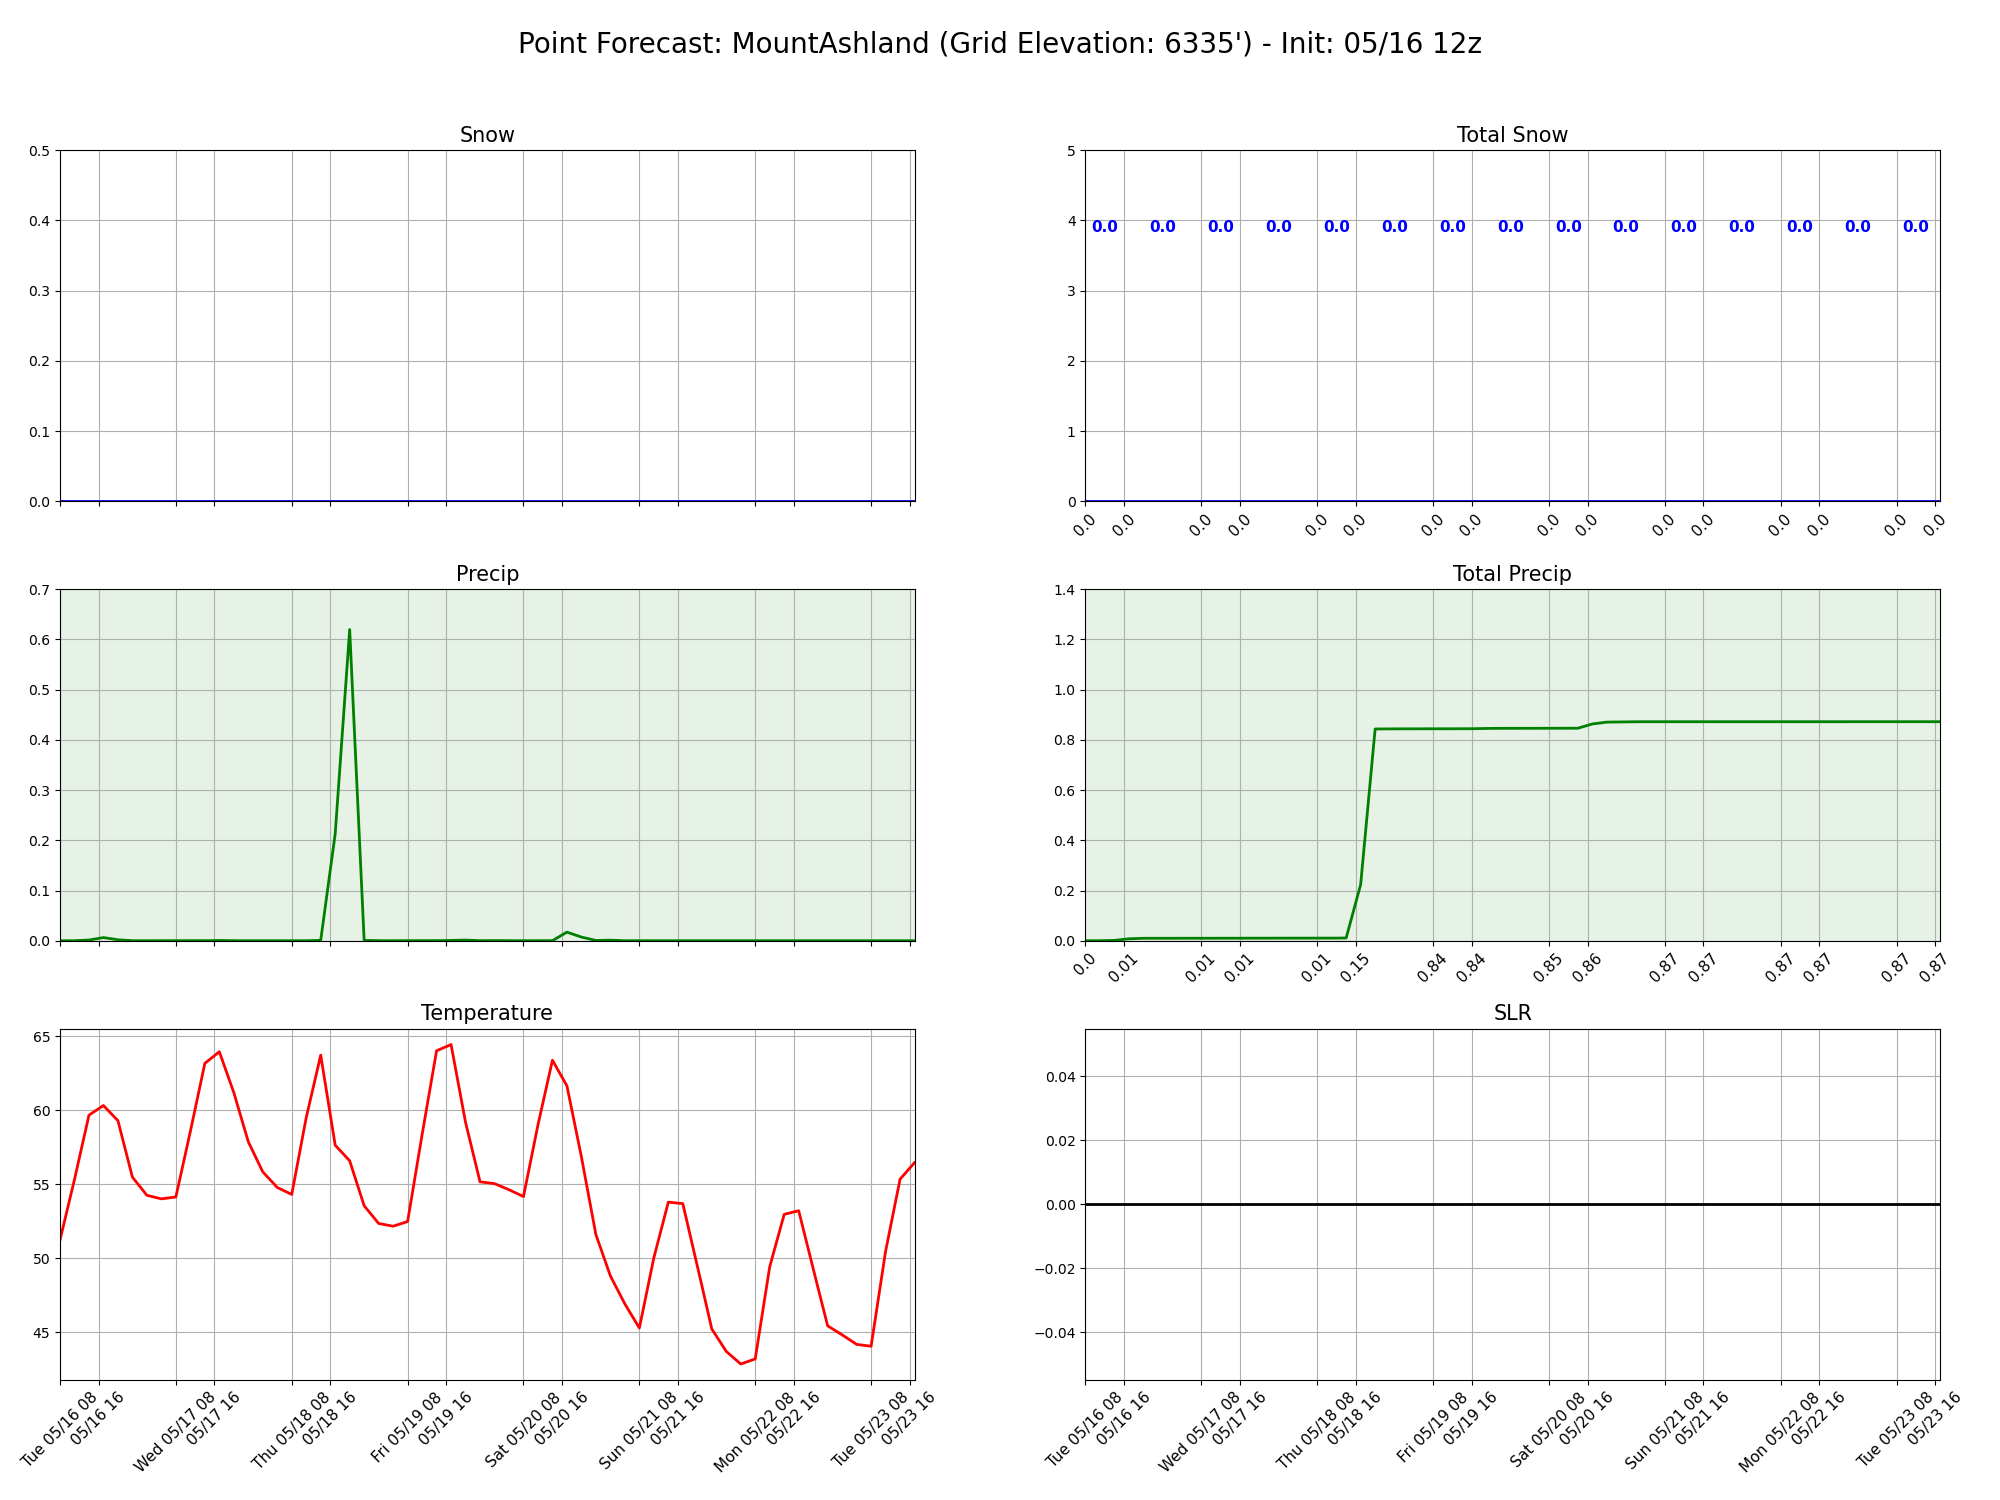 Point Forecast: MountAshland (Grid Elevation: 6335') - Init: 05/16 12z
Snow
0.5
0.4
0.3
0.2
0.1
0.0
Total Snow
5
4
3
2
1
0
0.0 0.0 0.0 0.0 0.0 0.0 0.0 0.0 0.0 0.0 0.0 0.0 0.0 0.0 0.0
0.0 0.0 0.0 0.0 0.0 0.0 0.0 0.0 0.0 0.0 0.0 0.0 0.0 0.0 0.0 0.0
Precip
0.7
0.6
0.5
0.4
0.3
0.2
0.1
0.0
Total Precip
1.4
1.2
1.0
0.8
0.6
0.4
0.2
0.0
0.0 0.01 0.01 0.01 0.01 0.15 0.84 0.84 0.85 0.86 0.87 0.87 0.87 0.87 0.87 0.87
Temperature
65
60
55
50
45
Tue 05/16 08
05/16 16
Wed 05/17 08
05/17 16
Thu 05/18 08
05/18 16
Fri 05/19 08
05/19 16
Sat 05/20 08
05/20 16
Sun 05/21 08
05/21 16
Mon 05/22 08
05/22 16
Tue 05/23 08
05/23 16
SLR
0.04
0.02
0.00
−0.02
−0.04
Tue 05/16 08
05/16 16
Wed 05/17 08
05/17 16
Thu 05/18 08
05/18 16
Fri 05/19 08
05/19 16
Sat 05/20 08
05/20 16
Sun 05/21 08
05/21 16
Mon 05/22 08
05/22 16
Tue 05/23 08
05/23 16